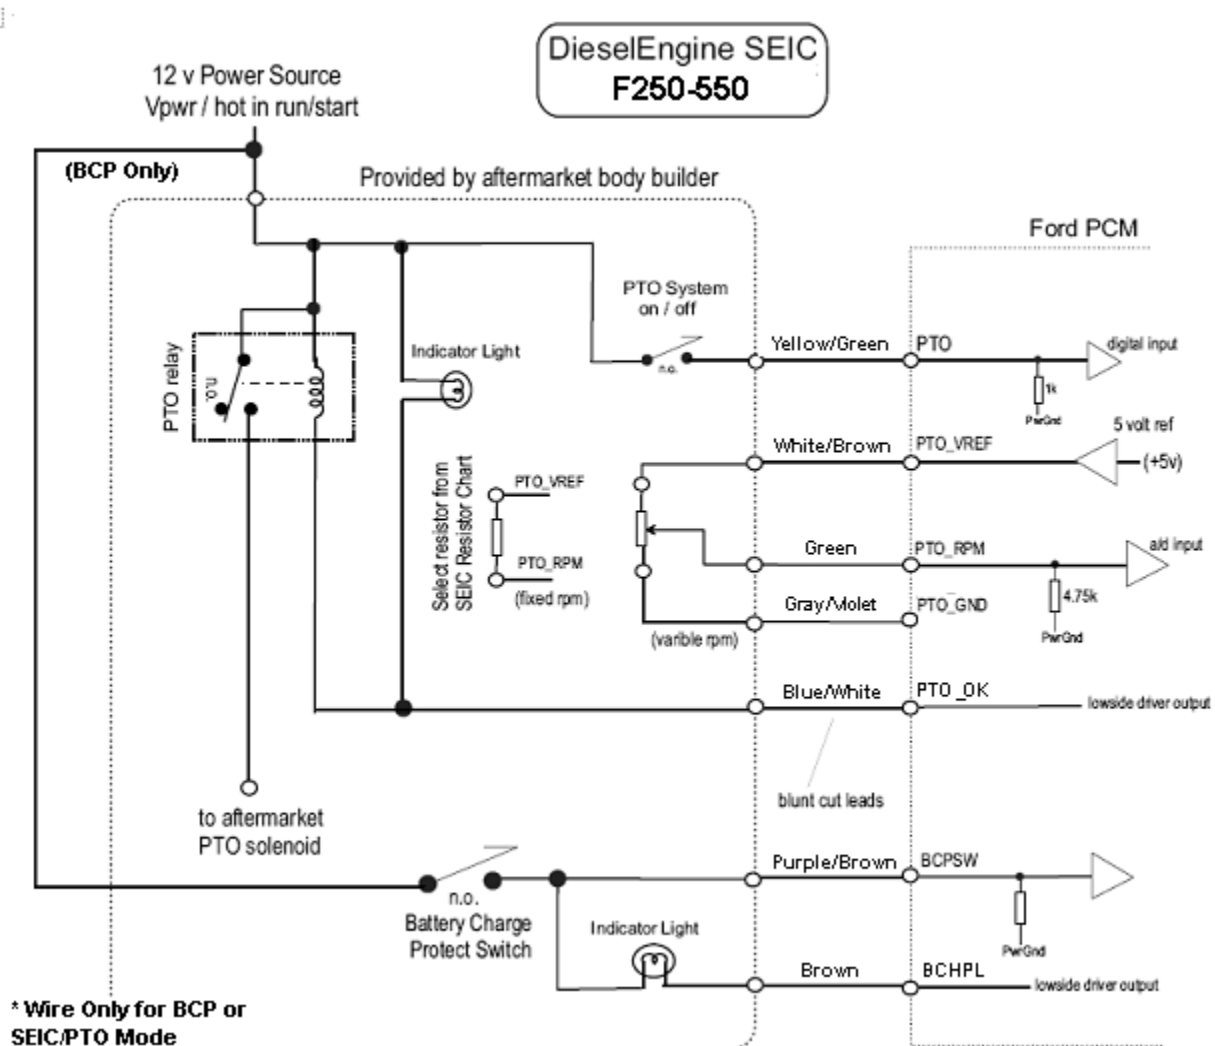 DieselEngine SEIC
F250-550
12 v Power Source
Vpwr / hot in run/start
(BCP Only)
Provided by aftermarket body builder
Ford PCM
PTO System
on / off
n.o.
Yellow/Green
PTO
digital input
1k
PwrGnd
PTO relay
n.o.
Indicator Light
White/Brown
PTO_VREF
5 volt ref
(+5v)
Select resistor from
SEIC Resistor Chart
PTO_VREF
PTO_RPM
(fixed rpm)
Green
PTO_RPM
a/d input
4.75k
PwrGnd
Gray/Violet
PTO_GND
(varible rpm)
Blue/White
PTO_OK
lowside driver output
blunt cut leads
to aftermarket
PTO solenoid
n.o.
Battery Charge
Protect Switch
Purple/Brown
BCPSW
PwrGnd
Indicator Light
Brown
BCHPL
lowside driver output
* Wire Only for BCP or
SEIC/PTO Mode